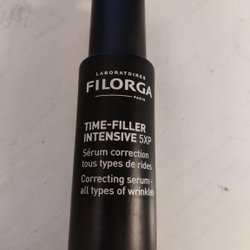 LABORATOIRES
FILORGA
PARIS
TIME-FILLER
INTENSIVE 5XP
Sérum correction
tous types de rides
Correcting serum -
all types of wrinkles